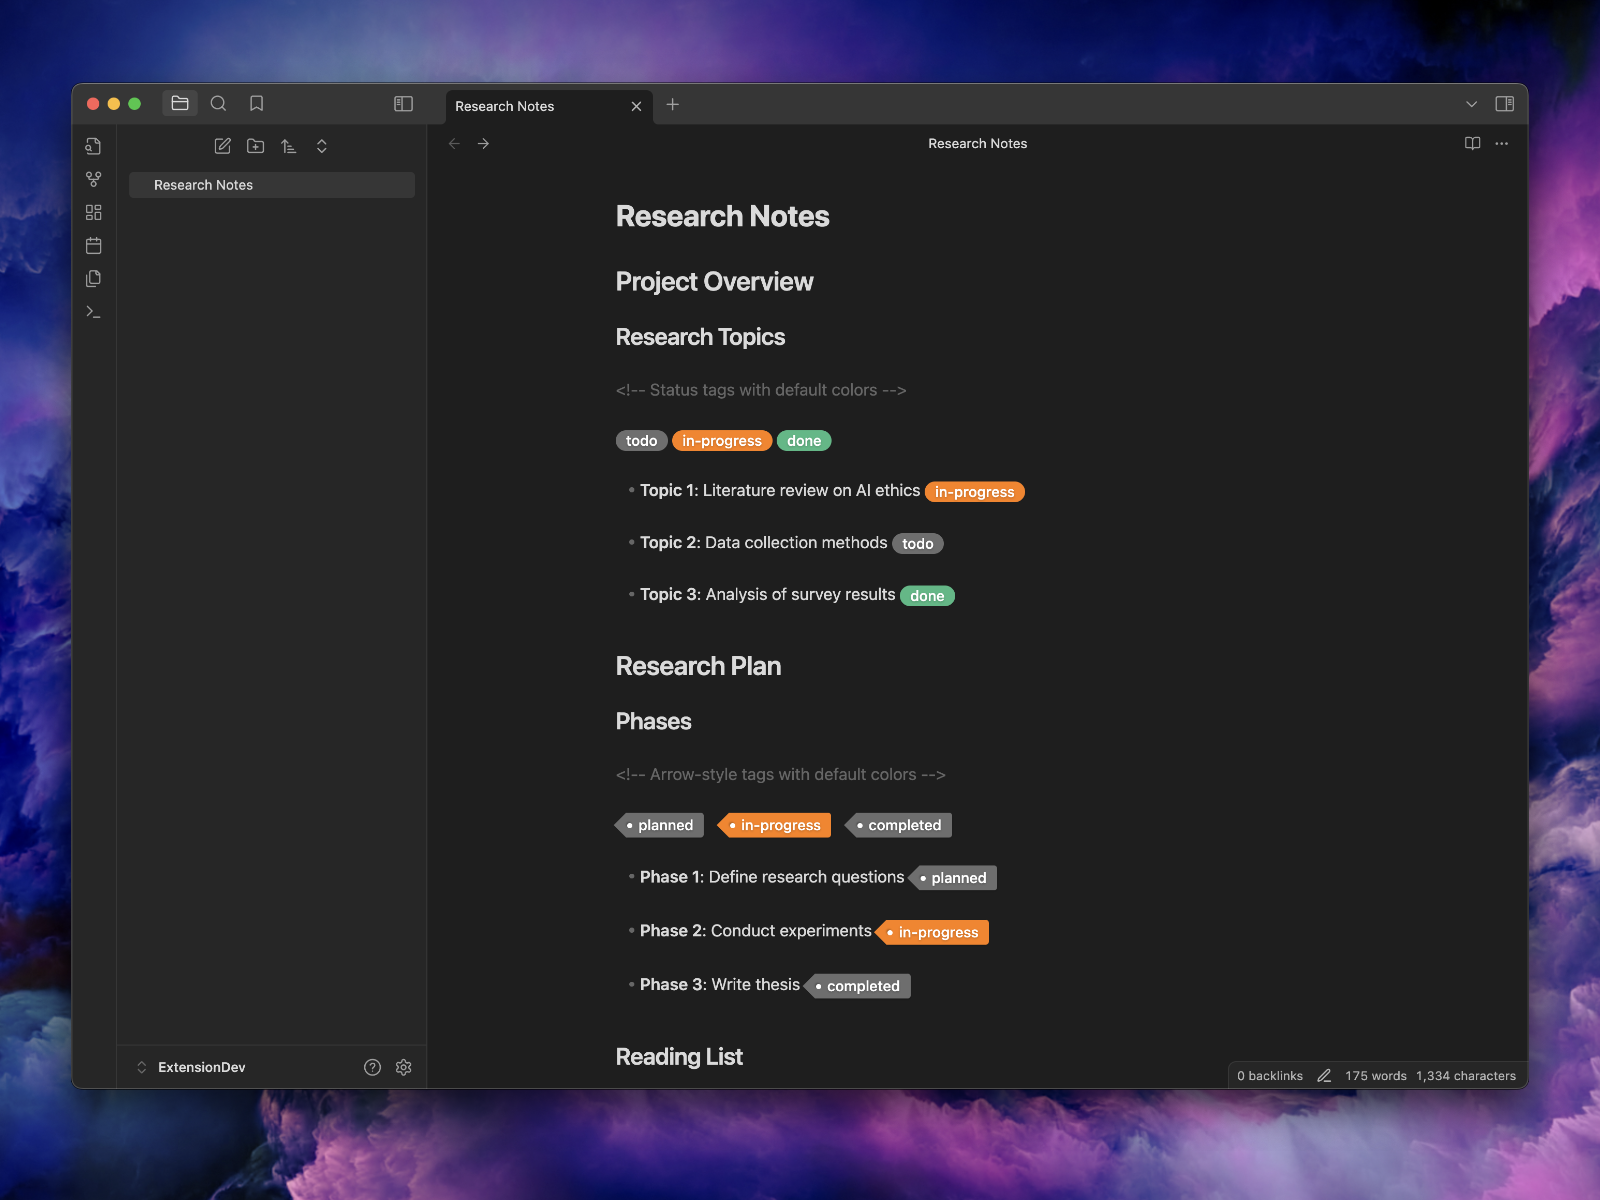 Research Notes
Research Notes
Research Notes
Research Notes
Project Overview
Research Topics
<!-- Status tags with default colors -->
todo in-progress done
• Topic 1: Literature review on AI ethics in-progress
• Topic 2: Data collection methods todo
• Topic 3: Analysis of survey results done
Research Plan
Phases
<!-- Arrow-style tags with default colors -->
• planned • in-progress • completed
• Phase 1: Define research questions • planned
• Phase 2: Conduct experiments • in-progress
• Phase 3: Write thesis • completed
Reading List
ExtensionDev
0 backlinks 175 words 1,334 characters